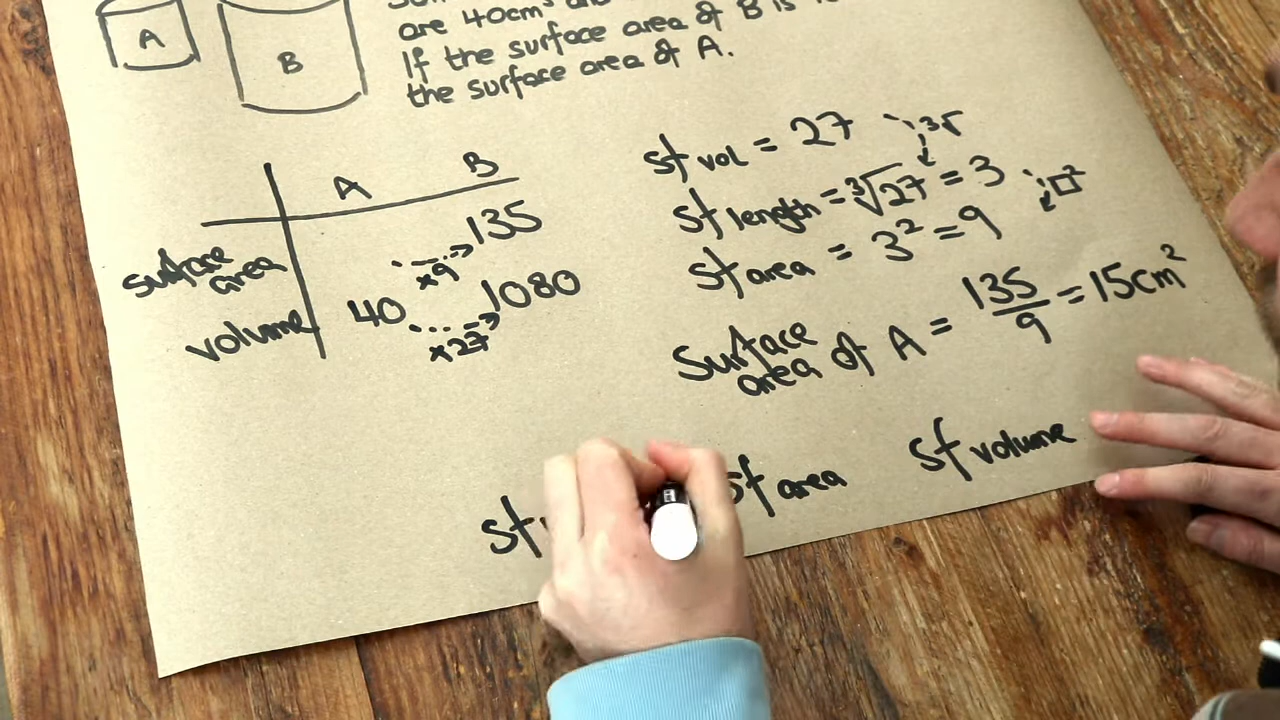 A
B
are 40cm³
If the surface area of B is
the surface area of A.
A B
surface area 135
×9
volume 40 1080
×27
sf vol = 27
3√
sf length = ³√27 = 3
□²
sf area = 3² = 9
Surface area of A = 135/9 = 15cm²
sf sf area sf volume